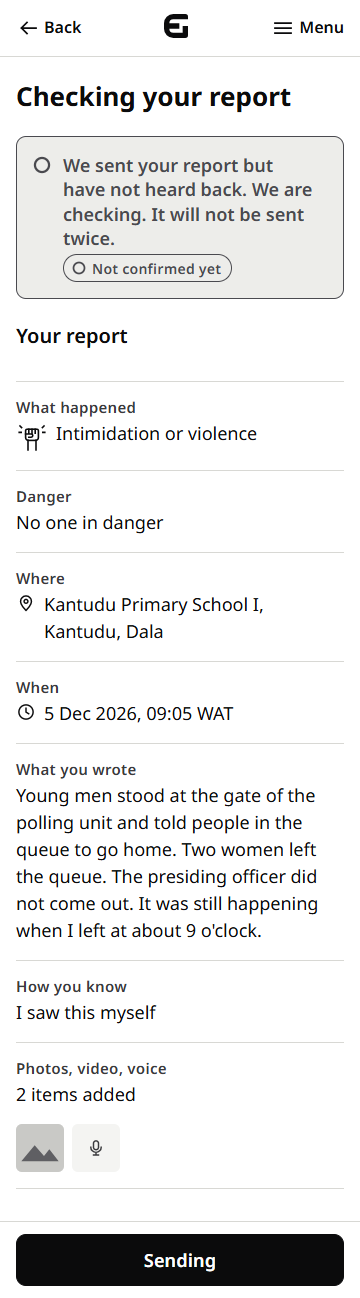 Back
Menu
Checking your report
We sent your report but
have not heard back. We are
checking. It will not be sent
twice.
Not confirmed yet
Your report
What happened
Intimidation or violence
Danger
No one in danger
Where
Kantudu Primary School I,
Kantudu, Dala
When
5 Dec 2026, 09:05 WAT
What you wrote
Young men stood at the gate of the
polling unit and told people in the
queue to go home. Two women left
the queue. The presiding officer did
not come out. It was still happening
when I left at about 9 o'clock.
How you know
I saw this myself
Photos, video, voice
2 items added
Sending